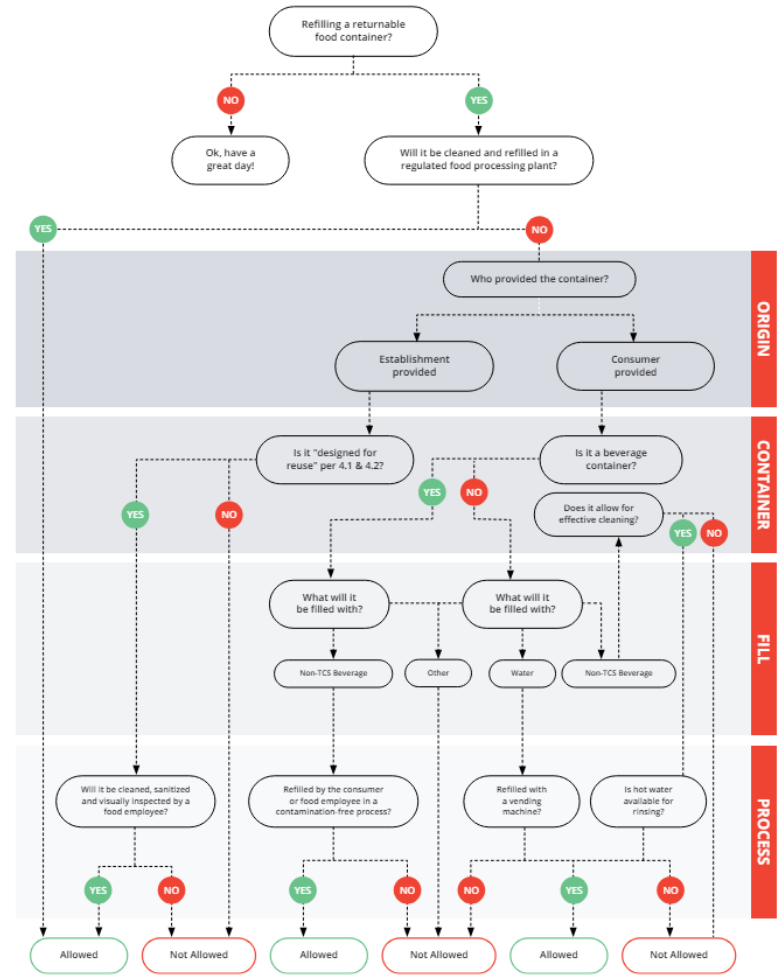 Refilling a returnable
food container?
NO
YES
Ok, have a
great day!
Will it be cleaned and refilled in a
regulated food processing plant?
YES
NO
ORIGIN
Who provided the container?
Establishment
provided
Consumer
provided
CONTAINER
Is it "designed for
reuse" per 4.1 & 4.2?
Is it a beverage
container?
YES
NO
YES
NO
Does it allow for
effective cleaning?
YES
NO
FILL
What will it
be filled with?
What will it
be filled with?
Non-TCS Beverage
Other
Water
Non-TCS Beverage
PROCESS
Will it be cleaned, sanitized
and visually inspected by a
food employee?
Refilled by the consumer
or food employee in a
contamination-free process?
Refilled with
a vending
machine?
Is hot water
available for
rinsing?
YES
NO
YES
NO
NO
YES
NO
Allowed
Not Allowed
Allowed
Not Allowed
Allowed
Not Allowed